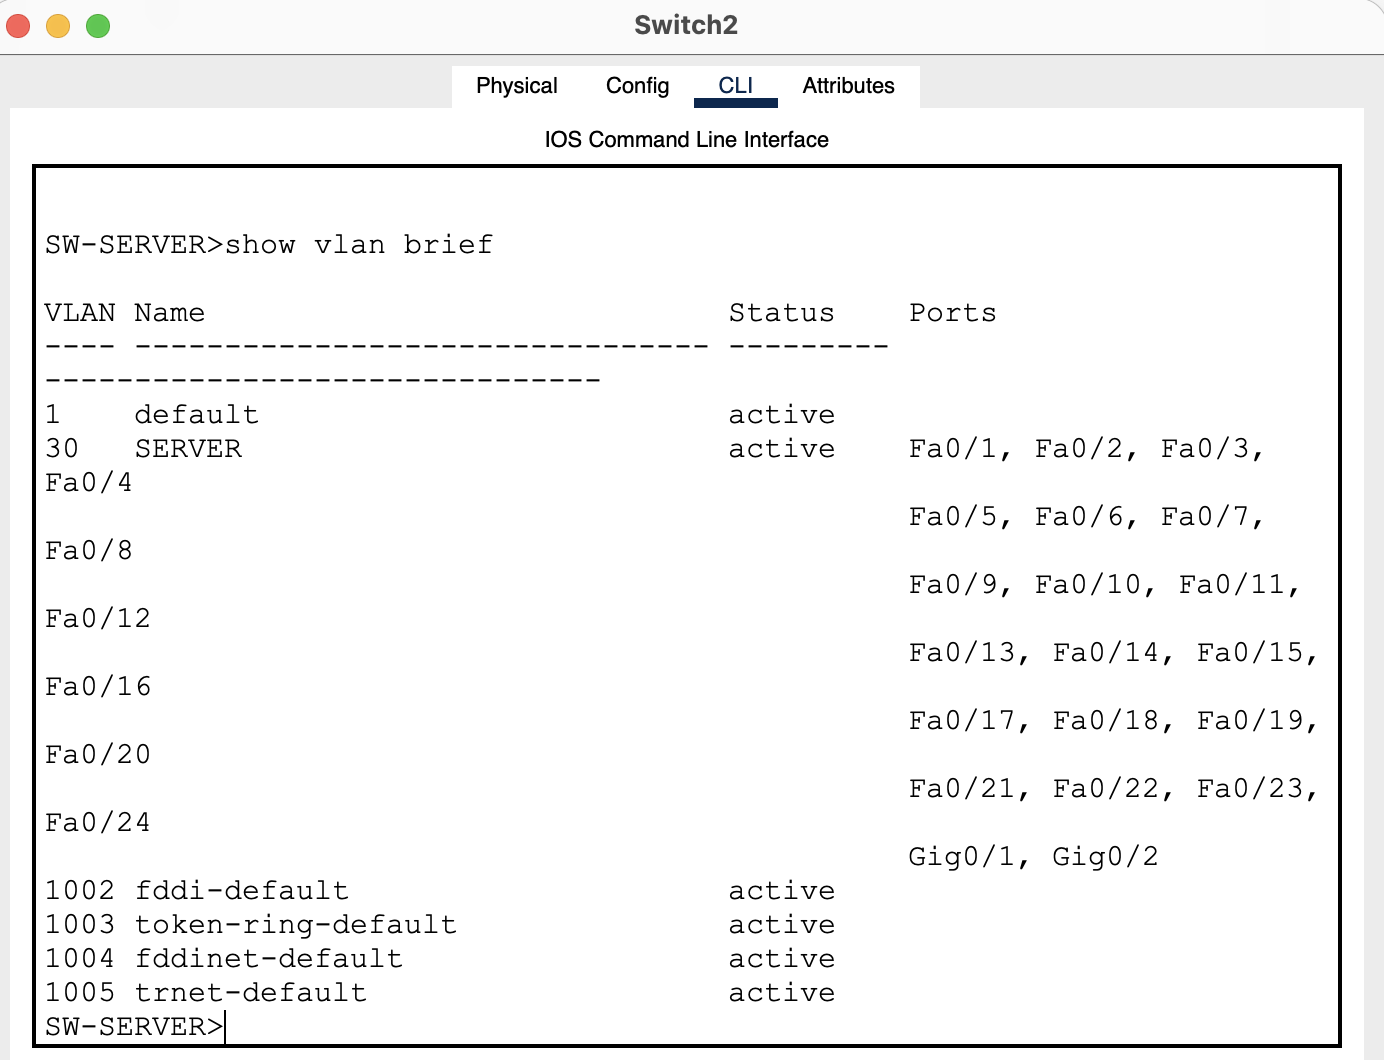 Switch2
Physical Config CLI Attributes
IOS Command Line Interface
SW-SERVER>show vlan brief
VLAN Name Status Ports
---- -------------------------------- ---------
-------------------------------
1 default active
30 SERVER active Fa0/1, Fa0/2, Fa0/3,
Fa0/4
Fa0/5, Fa0/6, Fa0/7,
Fa0/8
Fa0/9, Fa0/10, Fa0/11,
Fa0/12
Fa0/13, Fa0/14, Fa0/15,
Fa0/16
Fa0/17, Fa0/18, Fa0/19,
Fa0/20
Fa0/21, Fa0/22, Fa0/23,
Fa0/24
Gig0/1, Gig0/2
1002 fddi-default active
1003 token-ring-default active
1004 fddinet-default active
1005 trnet-default active
SW-SERVER>